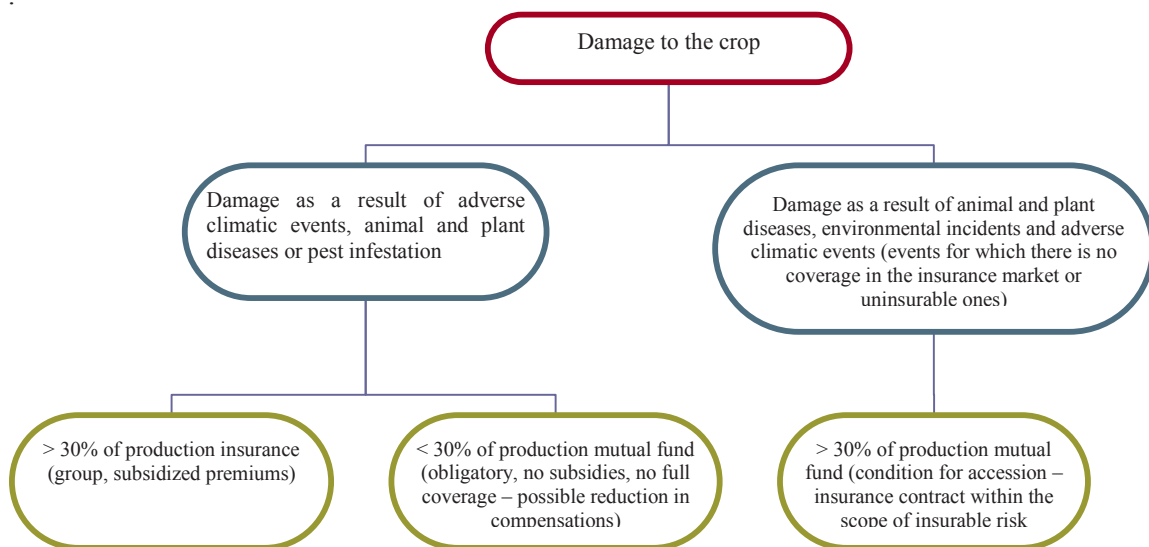 Damage to the crop
Damage as a result of adverse
climatic events, animal and plant
diseases or pest infestation
Damage as a result of animal and plant
diseases, environmental incidents and adverse
climatic events (events for which there is no
coverage in the insurance market or
uninsurable ones)
> 30% of production insurance
(group, subsidized premiums)
< 30% of production mutual fund
(obligatory, no subsidies, no full
coverage – possible reduction in
compensations)
> 30% of production mutual
fund (condition for accession –
insurance contract within the
scope of insurable risk